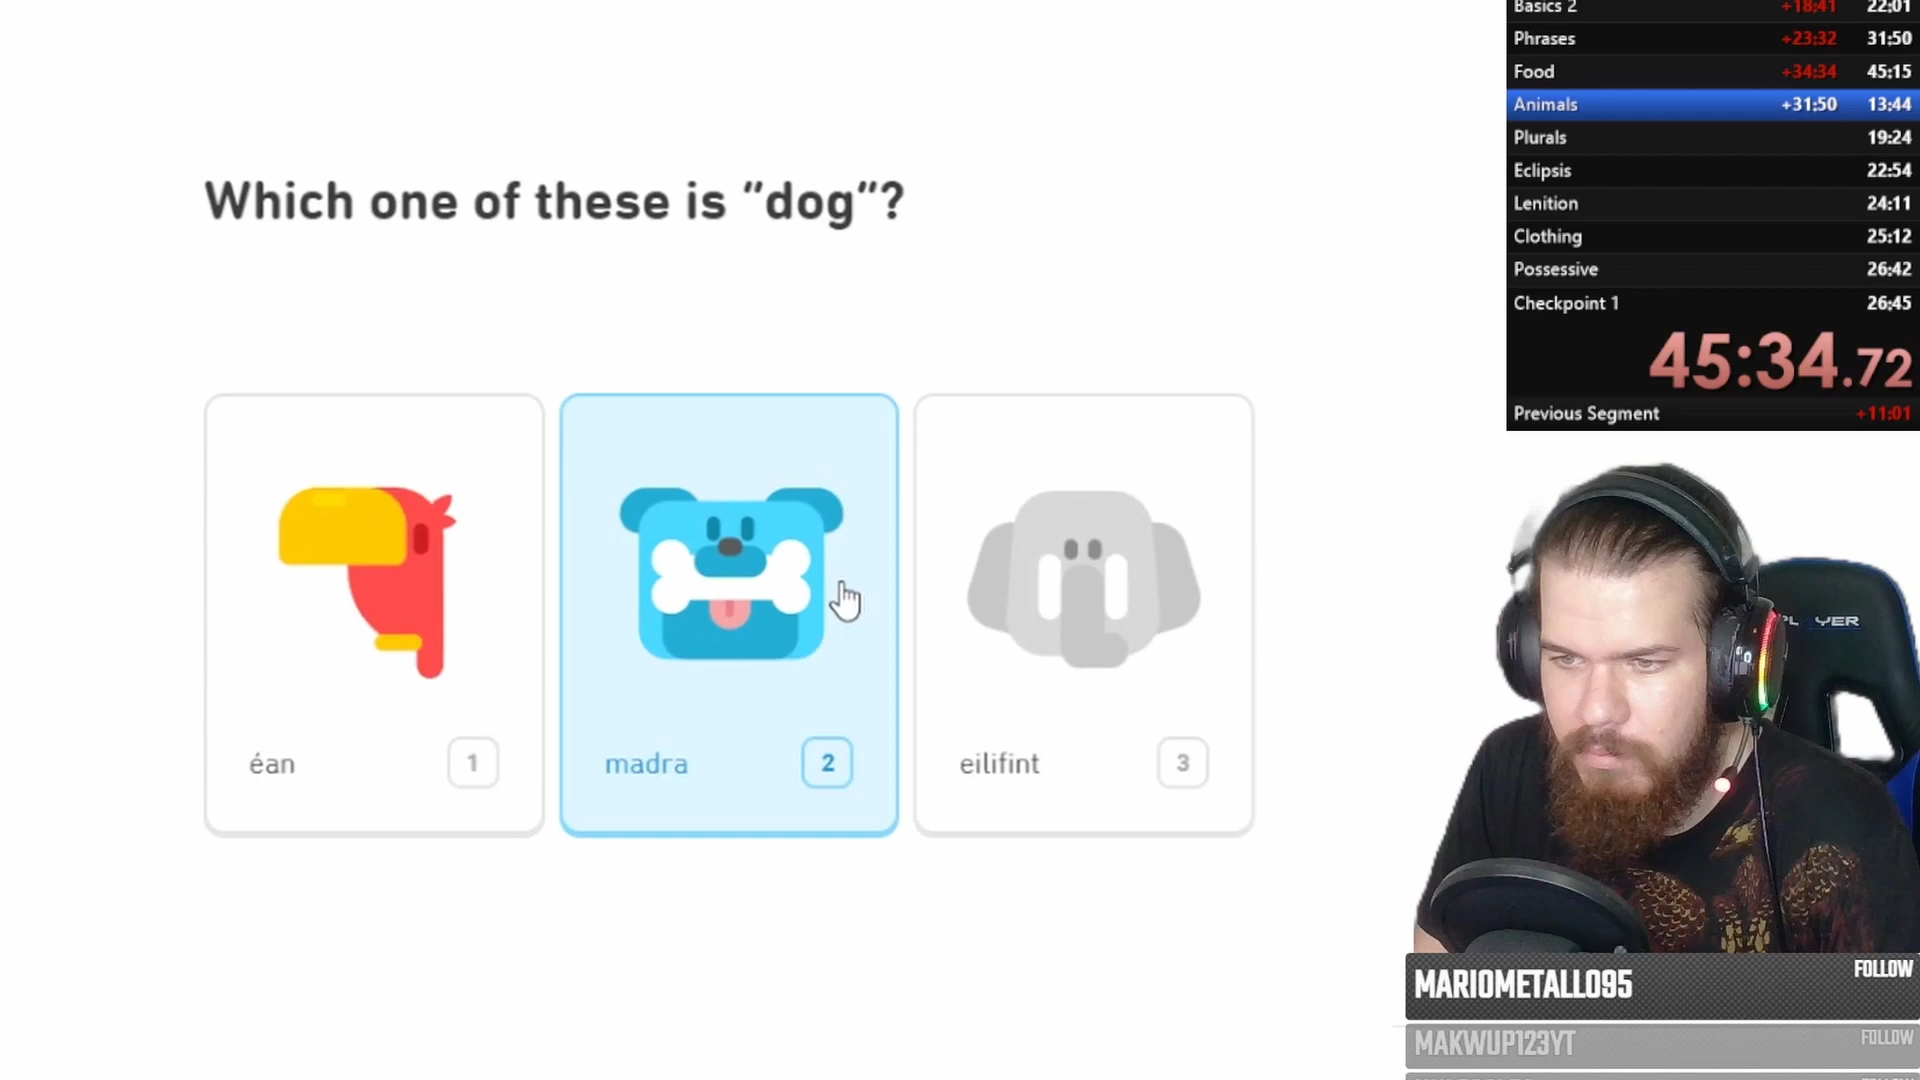 Basics 2 +18:41 22:01
Phrases +23:32 31:50
Food +34:34 45:15
Animals +31:50 13:44
Plurals 19:24
Eclipsis 22:54
Lenition 24:11
Clothing 25:12
Possessive 26:42
Checkpoint 1 26:45
45:34.72
Previous Segment +11:01
Which one of these is "dog"?
éan 1
madra 2
eilifint 3
PLAYER
MARIOMETALLO95 FOLLOW
MAKWUP123YT FOLLOW